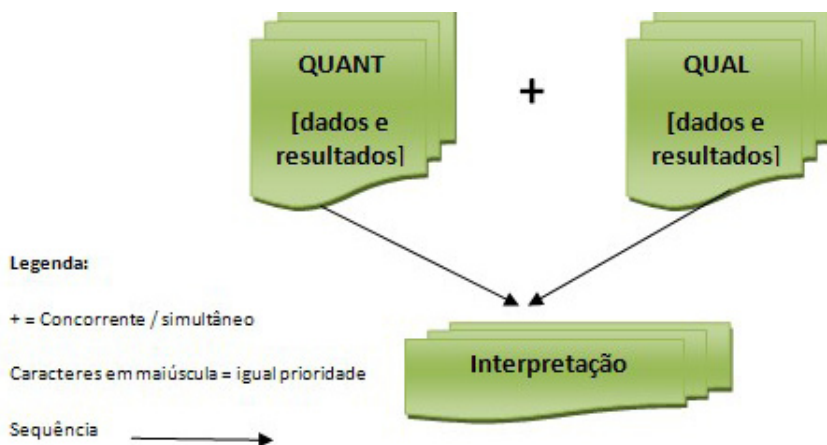 QUANT
[dados e
resultados]
+
QUAL
[dados e
resultados]
Legenda:
+ = Concorrente / simultâneo
Caracteres em maiúscula = igual prioridade
Sequência
Interpretação